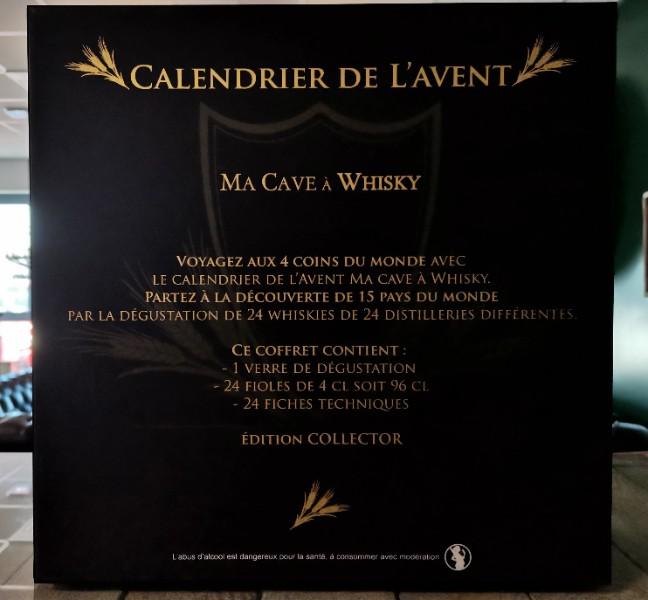 CALENDRIER DE L'AVENT
MA CAVE À WHISKY
VOYAGEZ AUX 4 COINS DU MONDE AVEC
LE CALENDRIER DE L'AVENT MA CAVE À WHISKY.
PARTEZ À LA DÉCOUVERTE DE 15 PAYS DU MONDE
PAR LA DÉGUSTATION DE 24 WHISKIES DE 24 DISTILLERIES DIFFÉRENTES.
CE COFFRET CONTIENT :
- 1 VERRE DE DÉGUSTATION
- 24 FIOLES DE 4 CL SOIT 96 CL
- 24 FICHES TECHNIQUES
ÉDITION COLLECTOR
L'abus d'alcool est dangereux pour la santé, à consommer avec modération